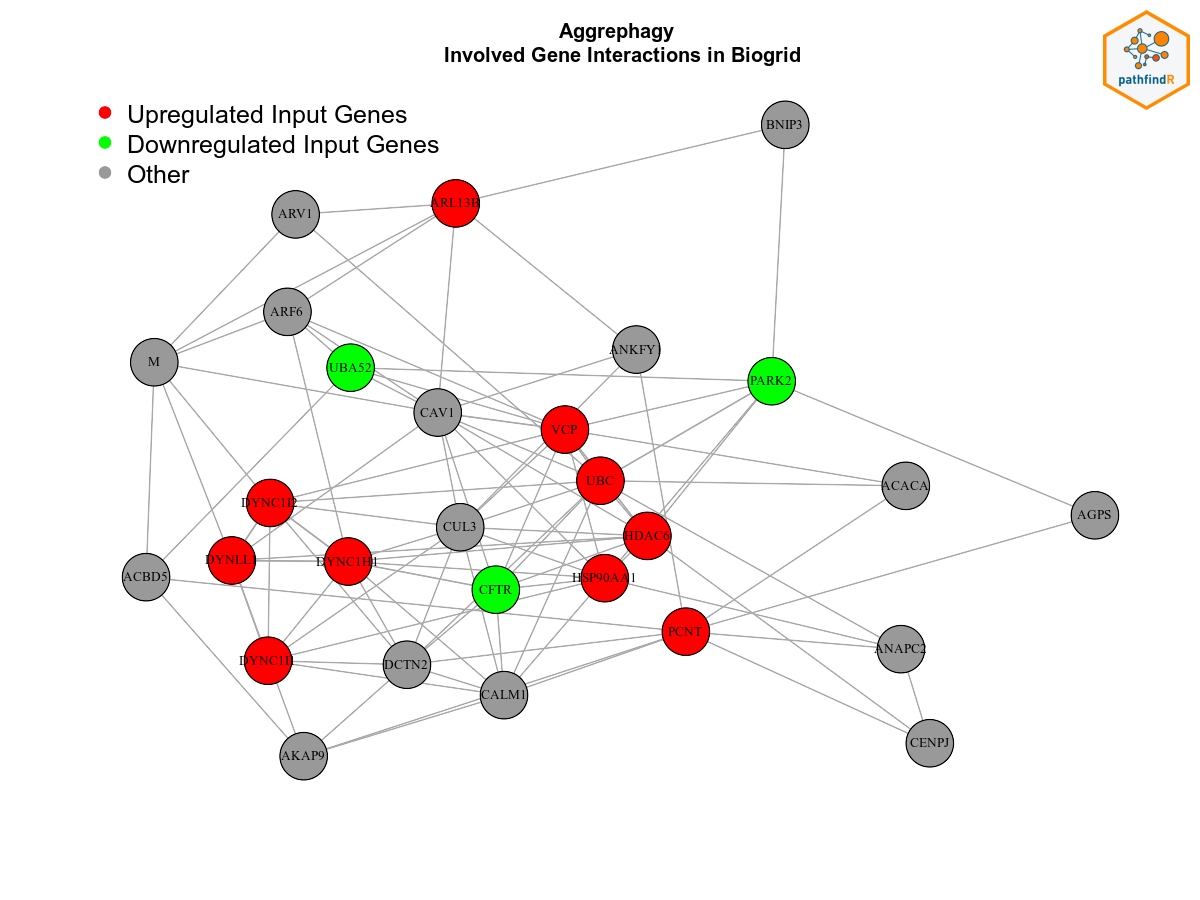 Aggrephagy
Involved Gene Interactions in Biogrid
pathfindR
Upregulated Input Genes
Downregulated Input Genes
Other
BNIP3
ARL13B
ARV1
ARF6
ANKFY1
M
UBA52
PARK2
CAV1
VCP
UBC
ACACA
DYNC1I2
AGPS
CUL3
HDAC6
DYNLL1
DYNC1H1
ACBD5
HSP90AA1
CFTR
PCNT
ANAPC2
DYNC1I1
DCTN2
CALM1
CENPJ
AKAP9